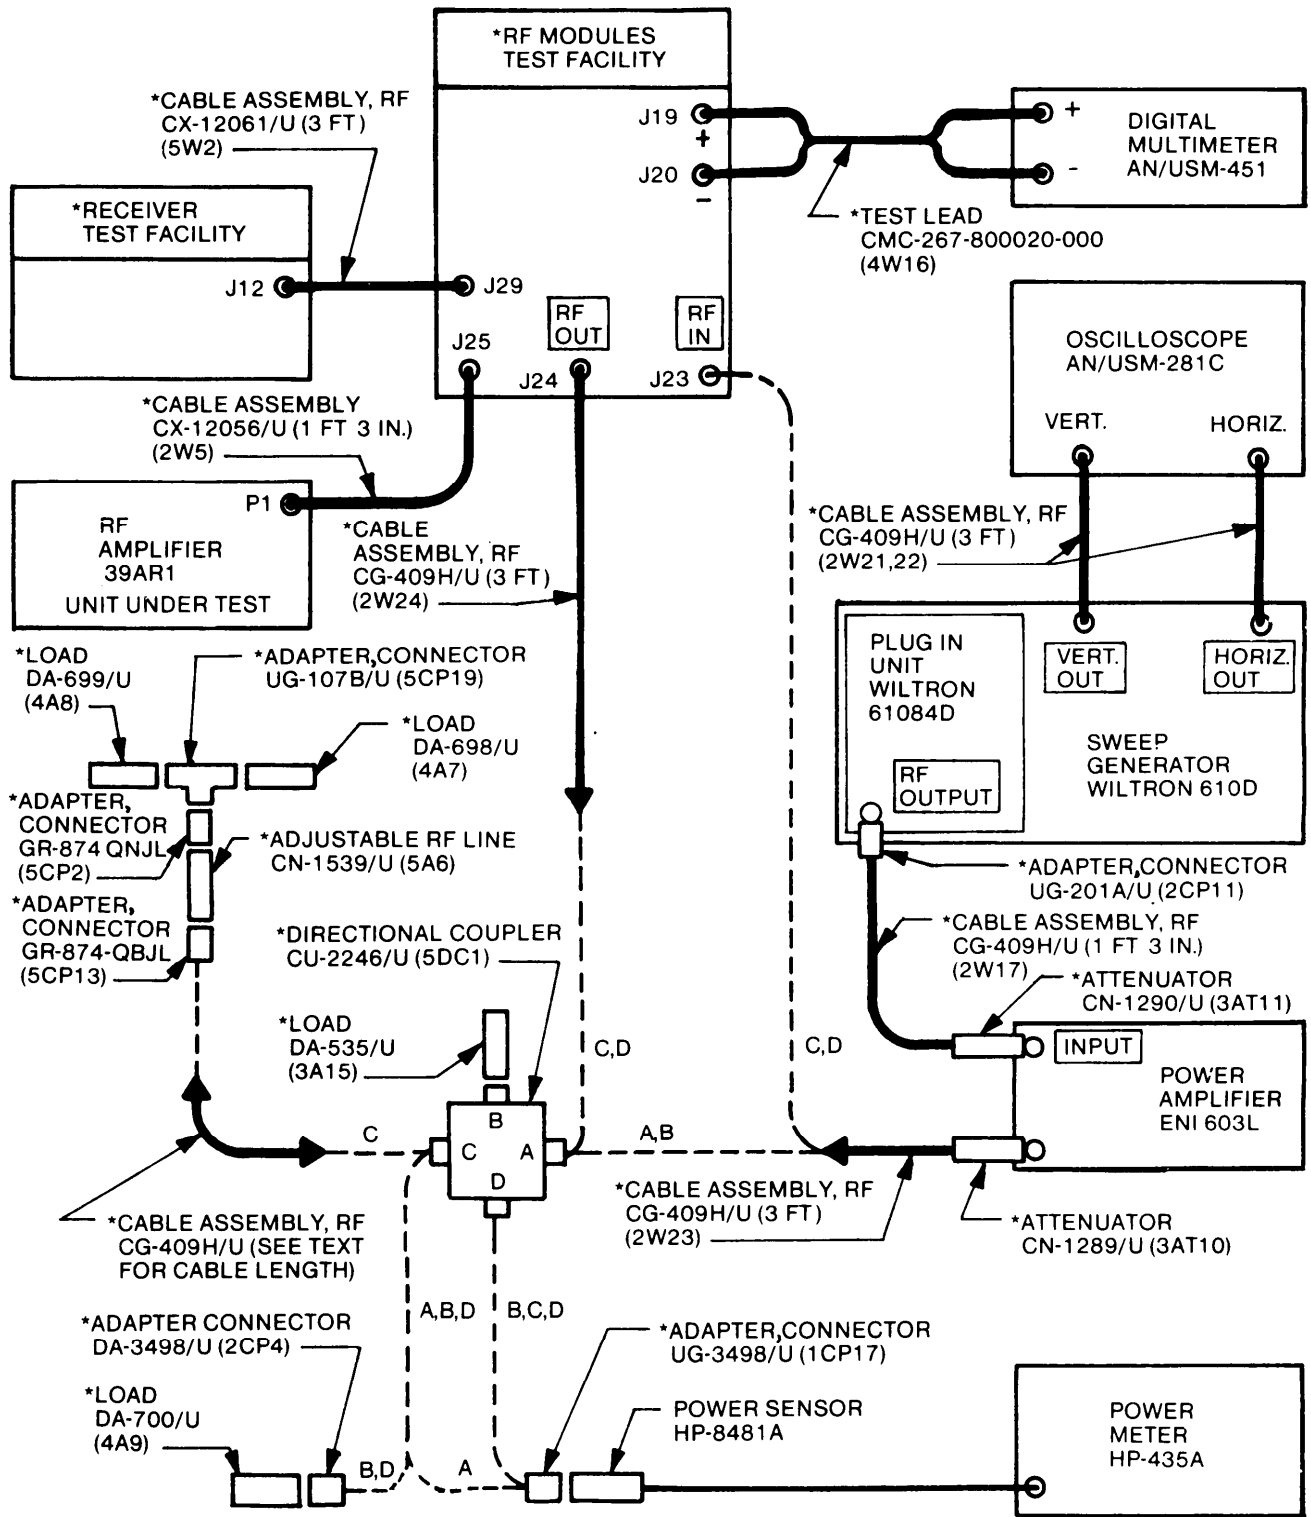 *RF MODULES
TEST FACILITY
*CABLE ASSEMBLY, RF
CX-12061/U (3 FT)
(5W2)
J19
+
J20
-
+
-
DIGITAL
MULTIMETER
AN/USM-451
*TEST LEAD
CMC-267-800020-000
(4W16)
*RECEIVER
TEST FACILITY
J12
J29
RF
OUT
RF
IN
J25
J24
J23
OSCILLOSCOPE
AN/USM-281C
VERT.
HORIZ.
*CABLE ASSEMBLY
CX-12056/U (1 FT 3 IN.)
(2W5)
P1
RF
AMPLIFIER
39AR1
UNIT UNDER TEST
*CABLE
ASSEMBLY, RF
CG-409H/U (3 FT)
(2W24)
*CABLE ASSEMBLY, RF
CG-409H/U (3 FT)
(2W21,22)
PLUG IN
UNIT
WILTRON
61084D
VERT.
OUT
HORIZ.
OUT
SWEEP
GENERATOR
WILTRON 610D
RF
OUTPUT
*LOAD
DA-699/U
(4A8)
*ADAPTER,CONNECTOR
UG-107B/U (5CP19)
*LOAD
DA-698/U
(4A7)
*ADAPTER,
CONNECTOR
GR-874 QNJL
(5CP2)
*ADJUSTABLE RF LINE
CN-1539/U (5A6)
*ADAPTER,
CONNECTOR
GR-874-QBJL
(5CP13)
*ADAPTER,CONNECTOR
UG-201A/U (2CP11)
*DIRECTIONAL COUPLER
CU-2246/U (5DC1)
*CABLE ASSEMBLY, RF
CG-409H/U (1 FT 3 IN.)
(2W17)
*ATTENUATOR
CN-1290/U (3AT11)
*LOAD
DA-535/U
(3A15)
C,D
C,D
INPUT
POWER
AMPLIFIER
ENI 603L
B
C
C
A
D
A,B
*CABLE ASSEMBLY, RF
CG-409H/U (3 FT)
(2W23)
*ATTENUATOR
CN-1289/U (3AT10)
*CABLE ASSEMBLY, RF
CG-409H/U (SEE TEXT
FOR CABLE LENGTH)
A,B,D
B,C,D
*ADAPTER CONNECTOR
DA-3498/U (2CP4)
*ADAPTER,CONNECTOR
UG-3498/U (1CP17)
*LOAD
DA-700/U
(4A9)
POWER SENSOR
HP-8481A
B,D
A
POWER
METER
HP-435A